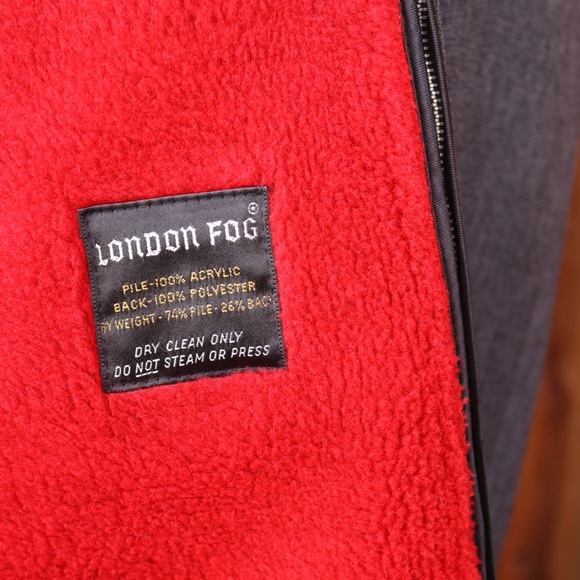 LONDON FOG®
PILE-100% ACRYLIC
BACK-100% POLYESTER
BY WEIGHT-74% PILE-26% BACK
DRY CLEAN ONLY
DO NOT STEAM OR PRESS